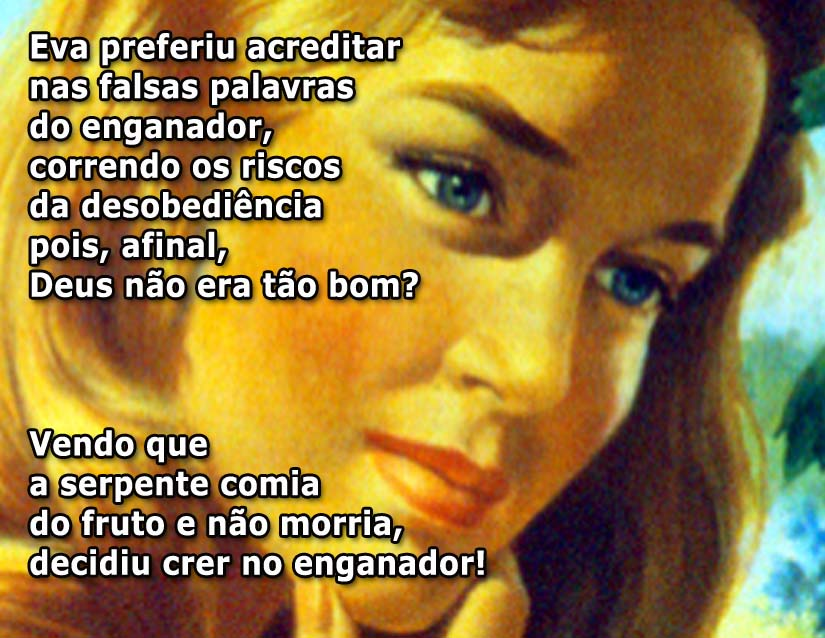 Eva preferiu acreditar
nas falsas palavras
do enganador,
correndo os riscos
da desobediência
pois, afinal,
Deus não era tão bom?
Vendo que
a serpente comia
do fruto e não morria,
decidiu crer no enganador!